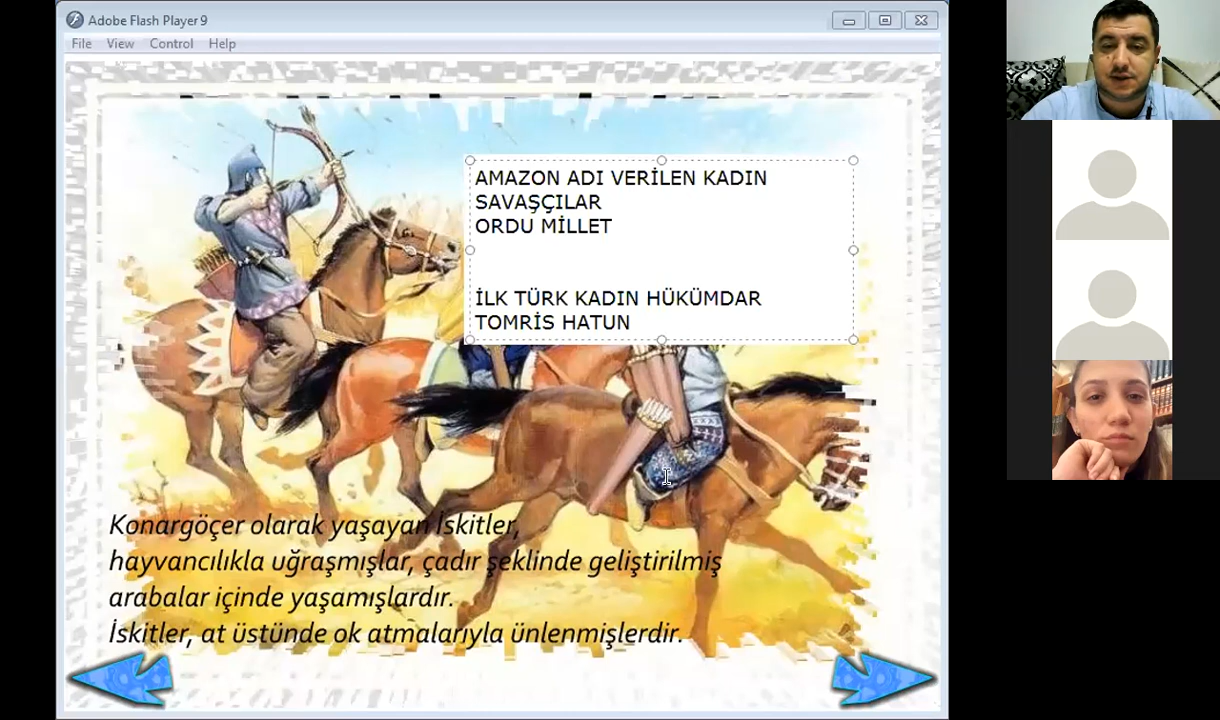 Adobe Flash Player 9
File View Control Help
AMAZON ADI VERİLEN KADIN
SAVAŞÇILAR
ORDU MİLLET
İLK TÜRK KADIN HÜKÜMDAR
TOMRİS HATUN
Konargöçer olarak yaşayan İskitler,
hayvancılıkla uğraşmışlar, çadır şeklinde geliştirilmiş
arabalar içinde yaşamışlardır.
İskitler, at üstünde ok atmalarıyla ünlenmişlerdir.